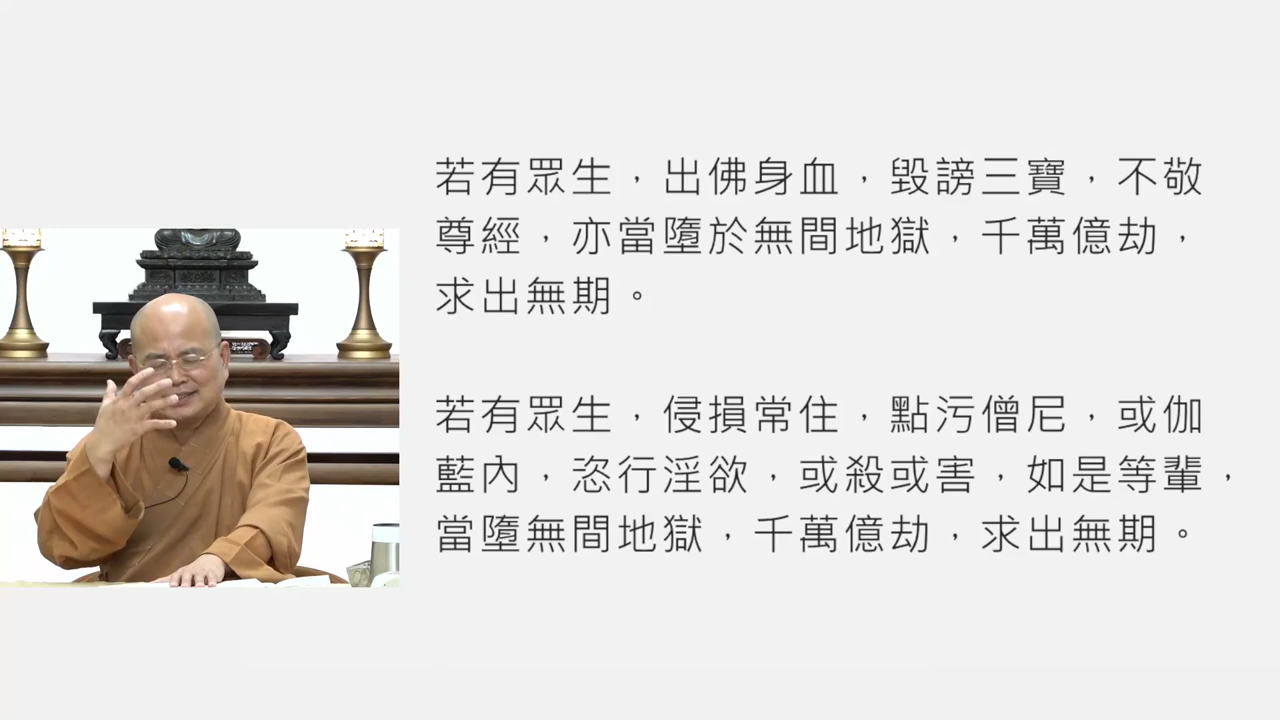 若有眾生，出佛身血，毀謗三寶，不敬
尊經，亦當墮於無間地獄，千萬億劫，
求出無期。
若有眾生，侵損常住，點污僧尼，或伽
藍內，恣行淫欲，或殺或害，如是等輩，
當墮無間地獄，千萬億劫，求出無期。